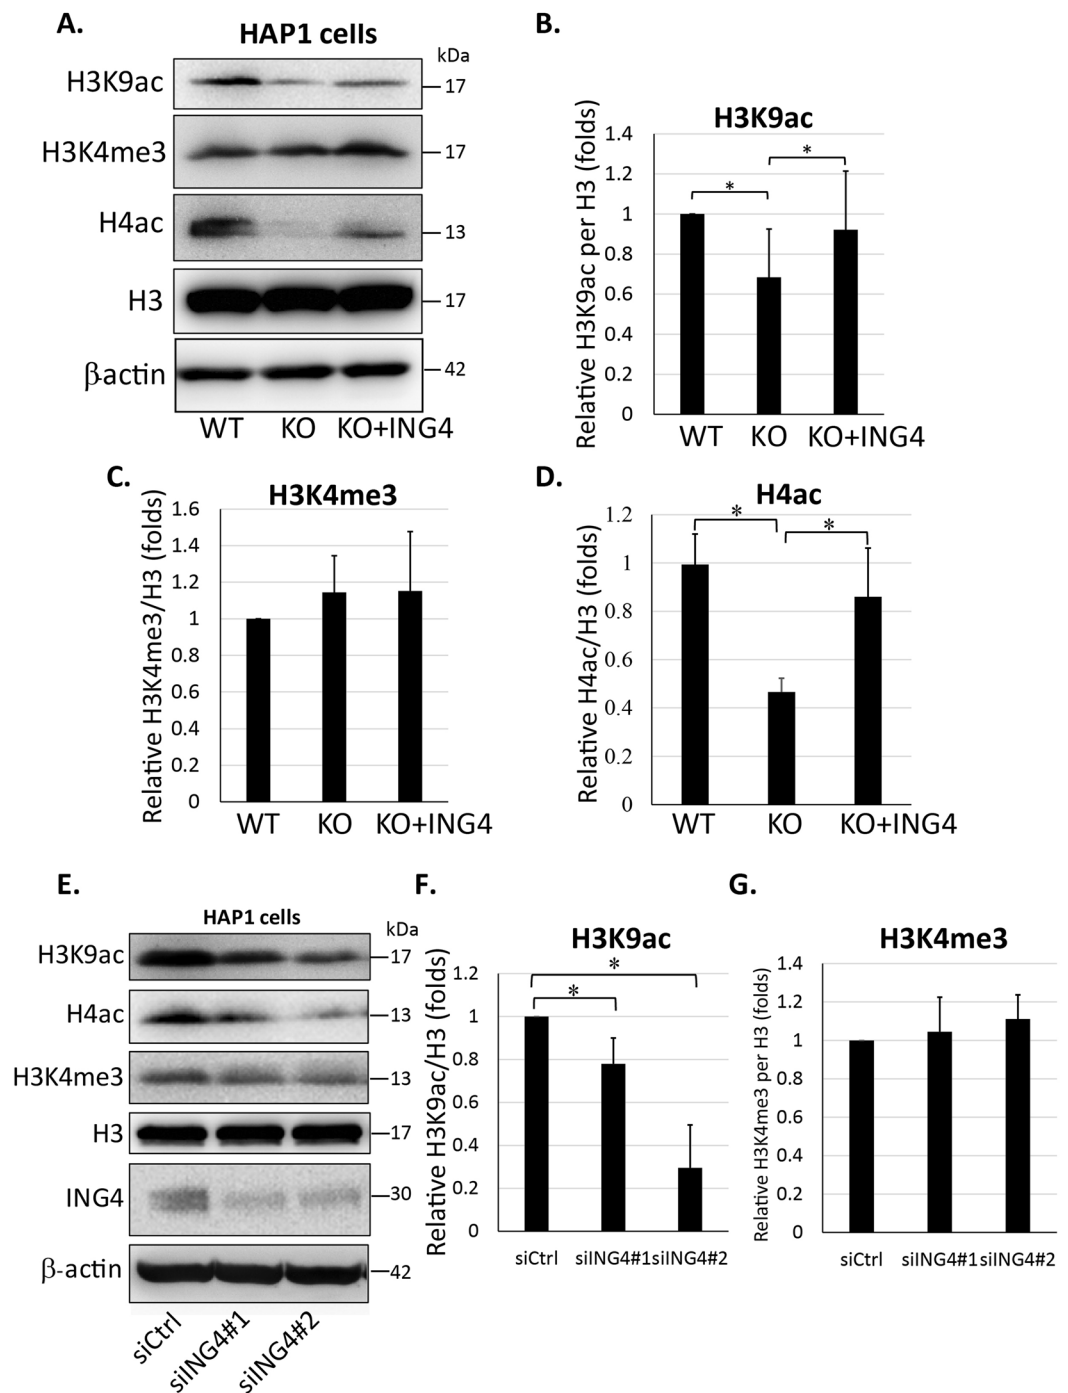 A.
HAP1 cells
kDa
H3K9ac
17
H3K4me3
17
H4ac
13
H3
17
βactin
42
WT KO KO+ING4
B.
H3K9ac
Relative H3K9ac per H3 (folds)
1.4
1.2
1
0.8
0.6
0.4
0.2
0
* *
WT KO KO+ING4
C.
H3K4me3
Relative H3K4me3/H3 (folds)
1.6
1.4
1.2
1
0.8
0.6
0.4
0.2
0
WT KO KO+ING4
D.
H4ac
Relative H4ac/H3 (folds)
1.2
1
0.8
0.6
0.4
0.2
0
* *
WT KO KO+ING4
E.
HAP1 cells
kDa
H3K9ac
17
H4ac
13
H3K4me3
13
H3
17
ING4
30
β-actin
42
siCtrl siING4#1 siING4#2
F.
H3K9ac
Relative H3K9ac/H3 (folds)
1.2
1
0.8
0.6
0.4
0.2
0
*
*
siCtrl siING4#1siING4#2
G.
H3K4me3
Relative H3K4me3 per H3 (folds)
1.4
1.2
1
0.8
0.6
0.4
0.2
0
siCtrl siING4#1siING4#2